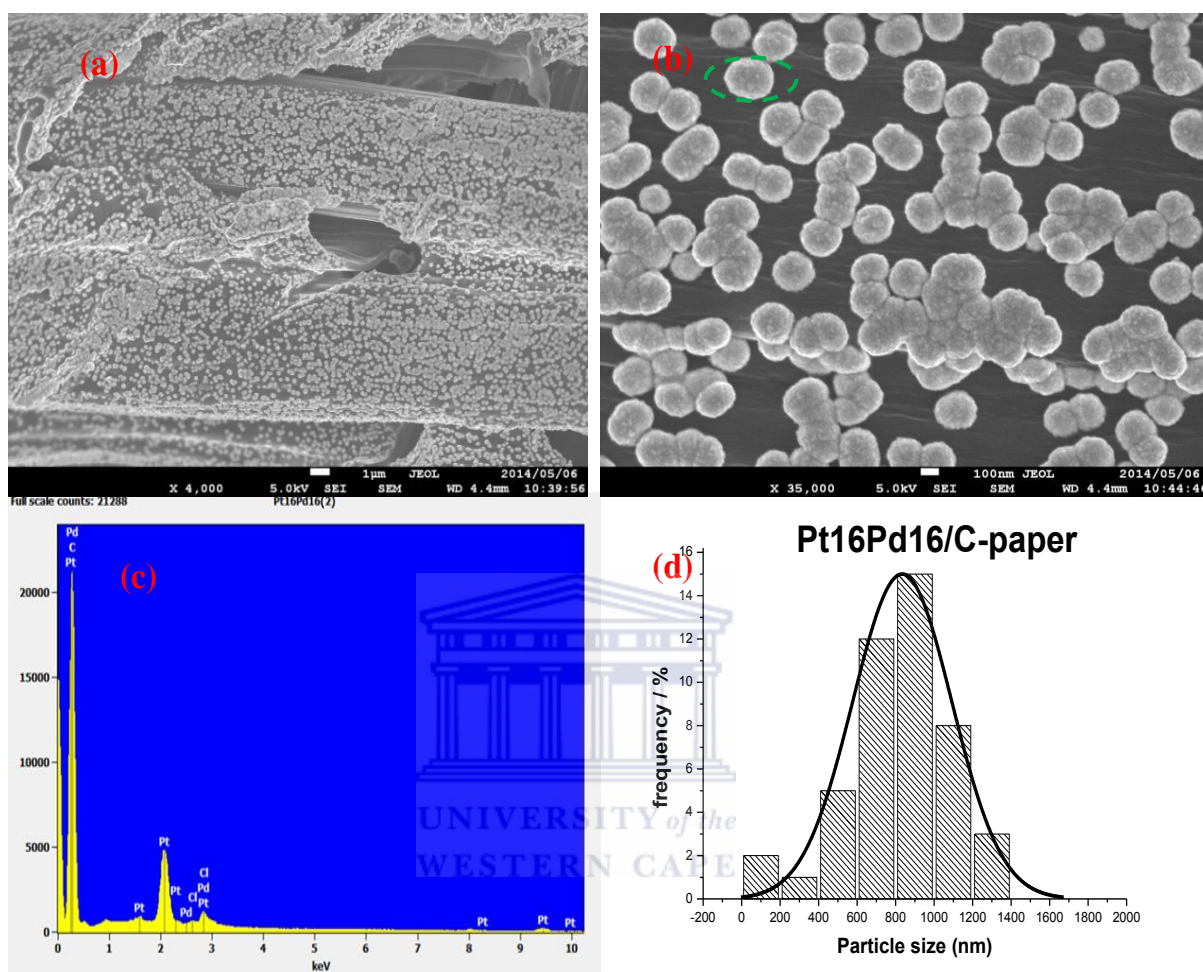 (a)
1µm JEOL 2014/05/06
X 4,000 5.0kV SEI SEM WD 4.4mm 10:39:56
(b)
100nm JEOL 2014/05/06
X 35,000 5.0kV SEI SEM WD 4.4mm 10:44:46
Full scale counts: 21288 Pt16Pd16(2)
(c)
Pd
C
Pt
20000
15000
10000
5000
0
Pt
Pt
Pt
Pd
Cl
Cl
Pd
Pt
Pt
Pt
Pt
0 1 2 3 4 5 6 7 8 9 10
keV
UNIVERSITY of the
WESTERN CAPE
Pt16Pd16/C-paper
(d)
frequency / %
16
14
12
10
8
6
4
2
0
-200 0 200 400 600 800 1000 1200 1400 1600 1800 2000
Particle size (nm)